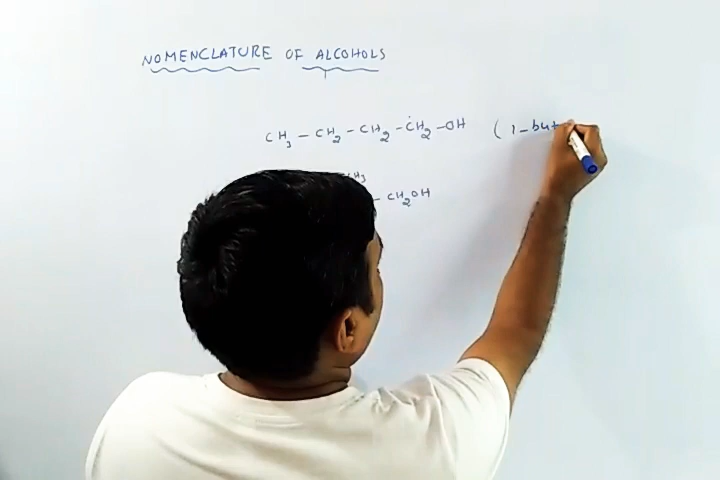 NOMENCLATURE OF ALCOHOLS
CH3 – CH2 – CH2 – CH2 – OH (1-but
CH3
– CH2OH